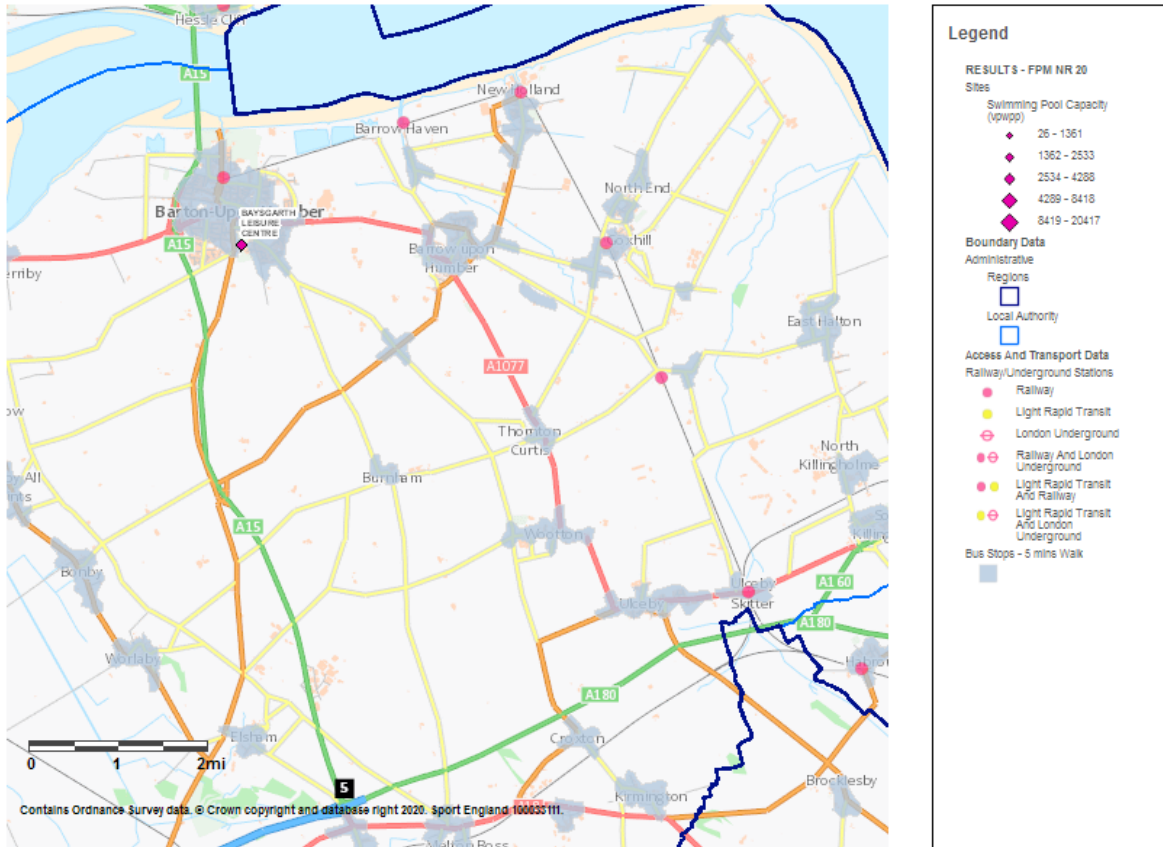 Hessle Cliff
A15
New Holland
Barrow Haven
North End
Barton-Upon-Humber
BAYSGARTH
LEISURE
CENTRE
A15
Goxhill
Barrow upon
Humber
East Halton
A1077
Thornton
Curtis
North
Killingholme
Burnham
A15
Wootton
Bonby
Ulceby
Skitter
A160
Ulceby
A180
Worlaby
A180
Elsham
Croxton
Brocklesby
Kirmington
0 1 2mi
5
Contains Ordnance Survey data. © Crown copyright and database right 2020. Sport England 100033111.
Legend
RESULTS - FPM NR 20
Sites
Swimming Pool Capacity
(vpwpp)
26 - 1361
1362 - 2533
2534 - 4288
4289 - 8418
8419 - 20417
Boundary Data
Administrative
Regions
Local Authority
Access And Transport Data
Railway/Underground Stations
Railway
Light Rapid Transit
London Underground
Railway And London
Underground
Light Rapid Transit
And Railway
Light Rapid Transit
And London
Underground
Bus Stops - 5 mins Walk